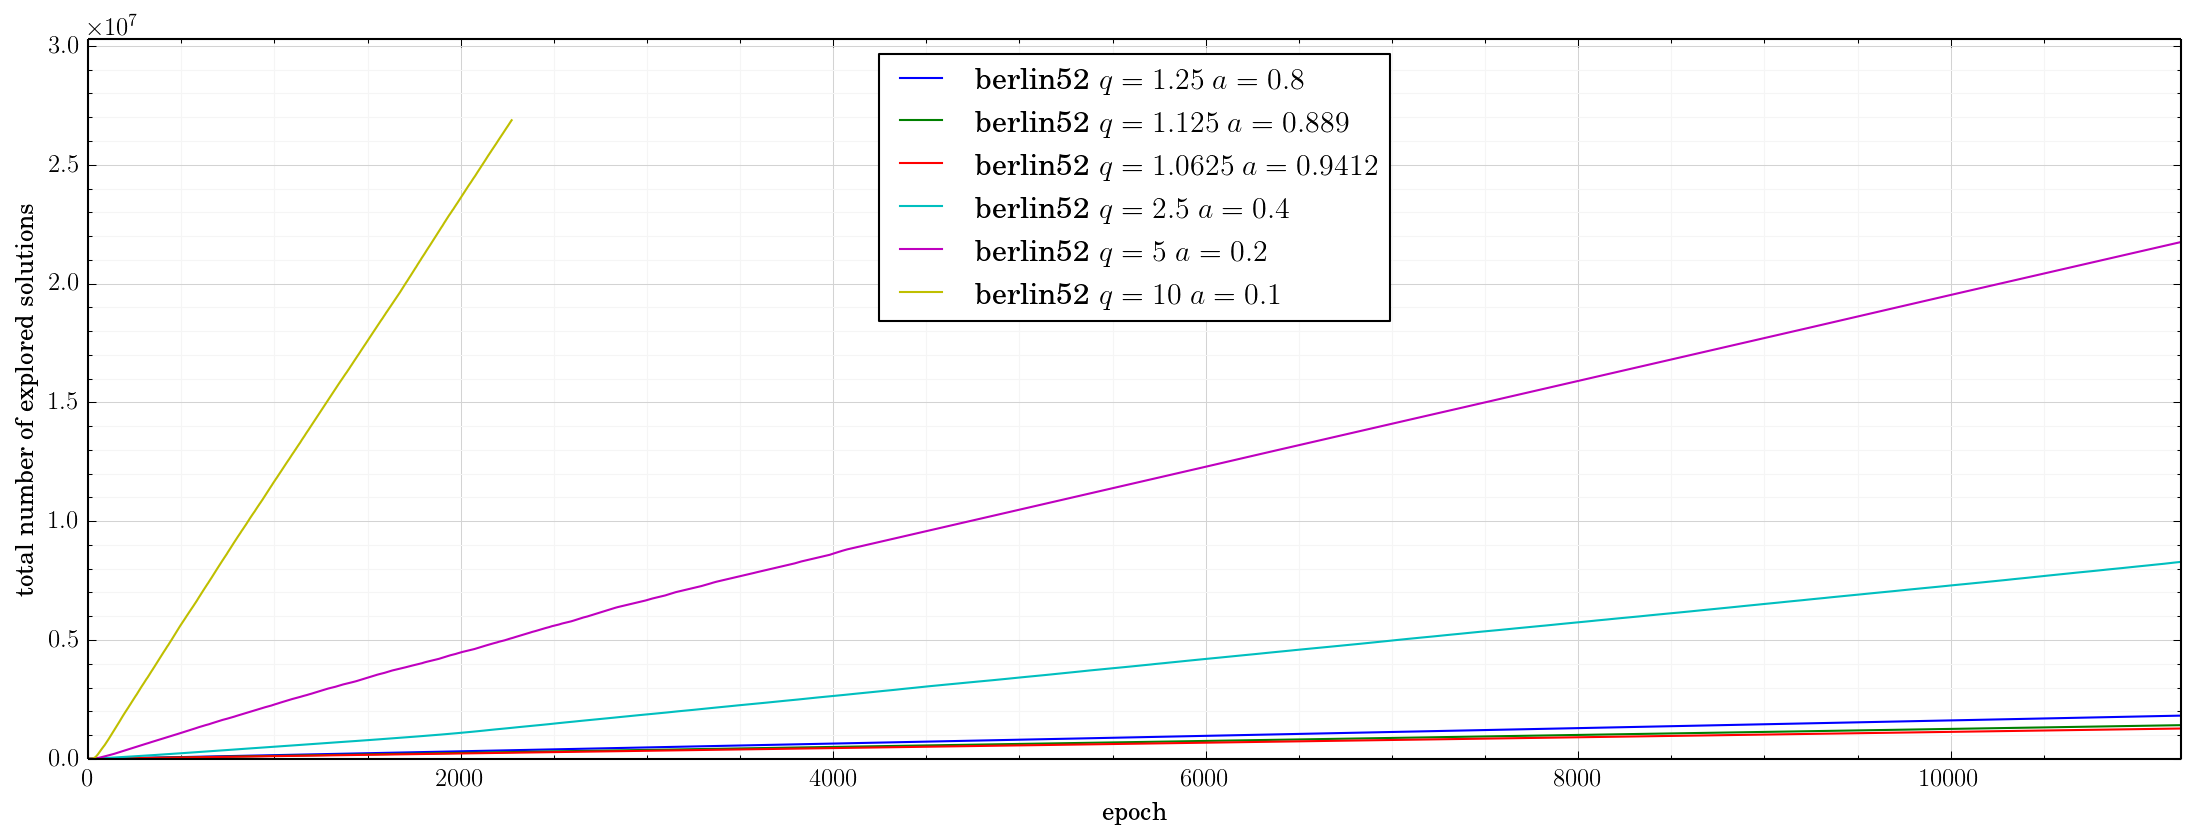 ×10⁷
3.0
2.5
2.0
1.5
1.0
0.5
0.0
total number of explored solutions
berlin52 q = 1.25 a = 0.8
berlin52 q = 1.125 a = 0.889
berlin52 q = 1.0625 a = 0.9412
berlin52 q = 2.5 a = 0.4
berlin52 q = 5 a = 0.2
berlin52 q = 10 a = 0.1
0 2000 4000 6000 8000 10000
epoch